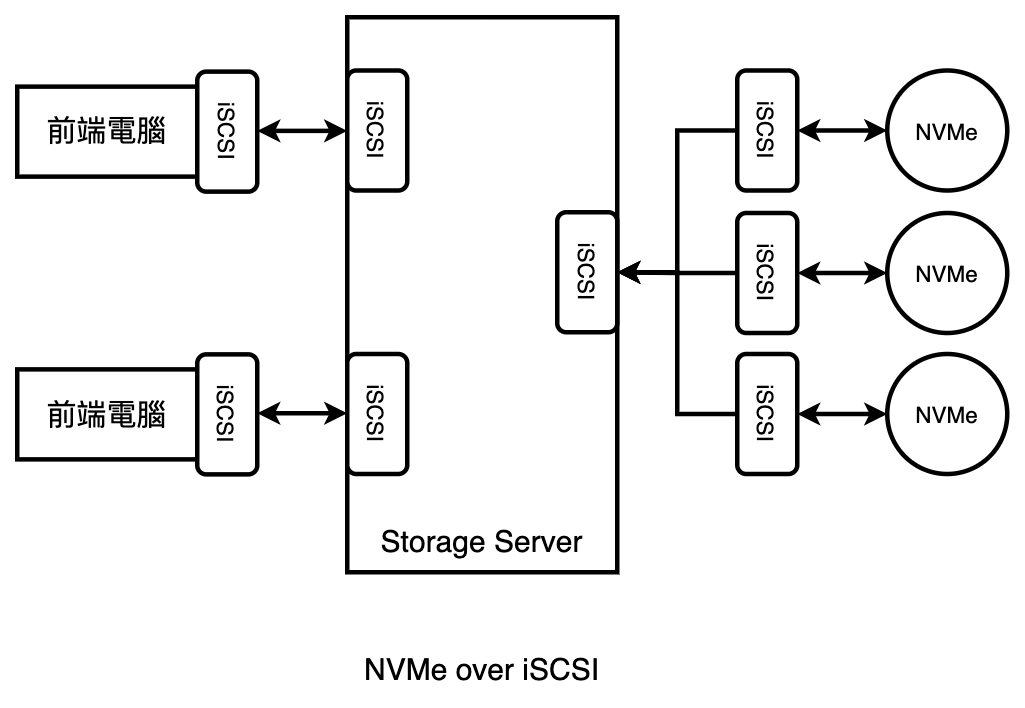 前端電腦
iSCSI
iSCSI
iSCSI
NVMe
iSCSI
iSCSI
NVMe
前端電腦
iSCSI
iSCSI
iSCSI
NVMe
Storage Server
NVMe over iSCSI